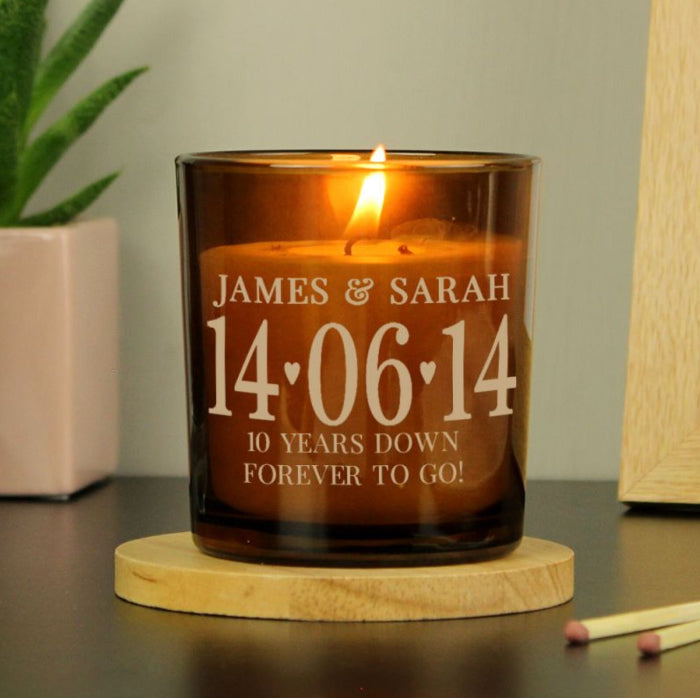 JAMES & SARAH
14♥06♥14
10 YEARS DOWN
FOREVER TO GO!